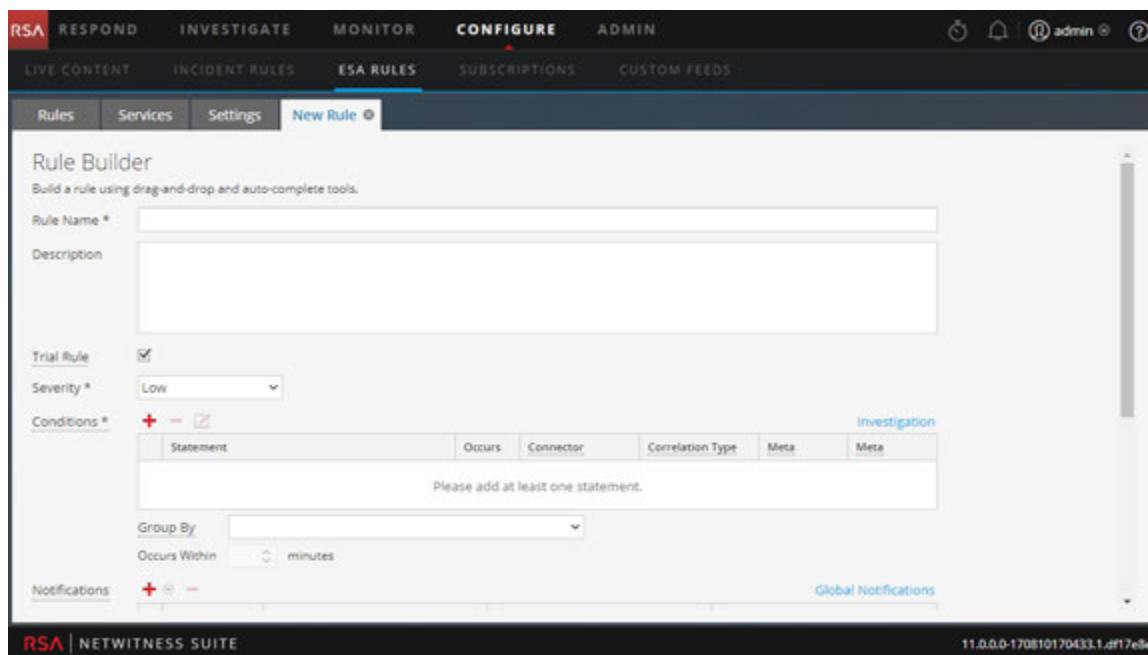 RSA RESPOND INVESTIGATE MONITOR CONFIGURE ADMIN admin
LIVE CONTENT INCIDENT RULES ESA RULES SUBSCRIPTIONS CUSTOM FEEDS
Rules Services Settings New Rule
Rule Builder
Build a rule using drag-and-drop and auto-complete tools.
Rule Name *
Description
Trial Rule
Severity * Low
Conditions * Investigation
Statement Occurs Connector Correlation Type Meta Meta
Please add at least one statement.
Group By
Occurs Within minutes
Notifications Global Notifications
RSA NETWITNESS SUITE